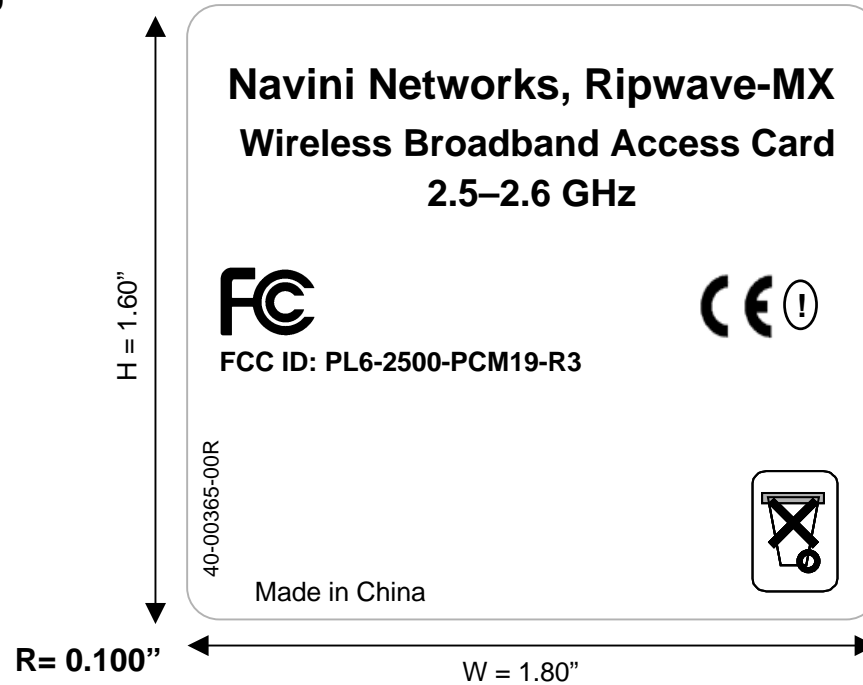 Navini Networks, Ripwave-MX
Wireless Broadband Access Card
2.5–2.6 GHz
FC
CE !
FCC ID: PL6-2500-PCM19-R3
H = 1.60”
40-00365-00R
Made in China
R= 0.100”
W = 1.80”